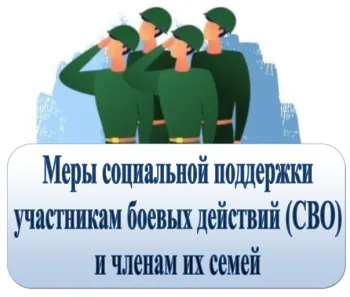 Меры социальной поддержки
участникам боевых действий (СВО)
и членам их семей